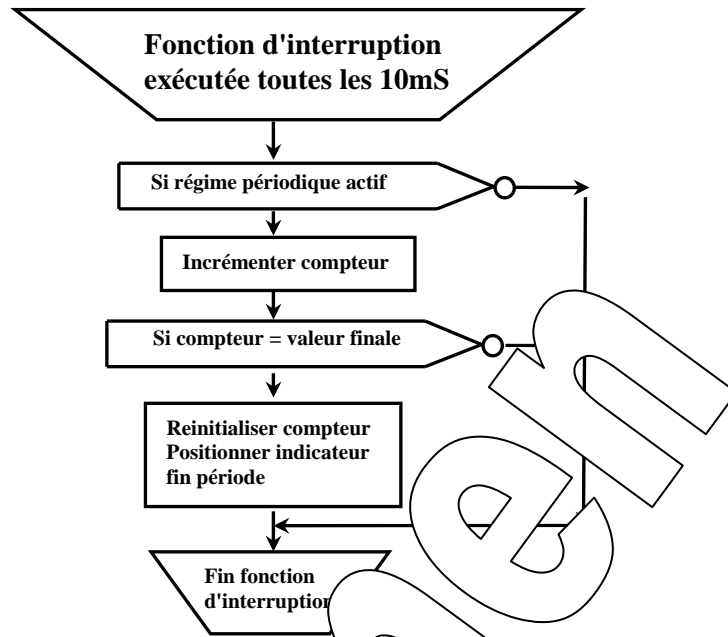 Fonction d'interruption
exécutée toutes les 10mS
Si régime périodique actif
Incrémenter compteur
Si compteur = valeur finale
Reinitialiser compteur
Positionner indicateur
fin période
Fin fonction
d'interruption
en